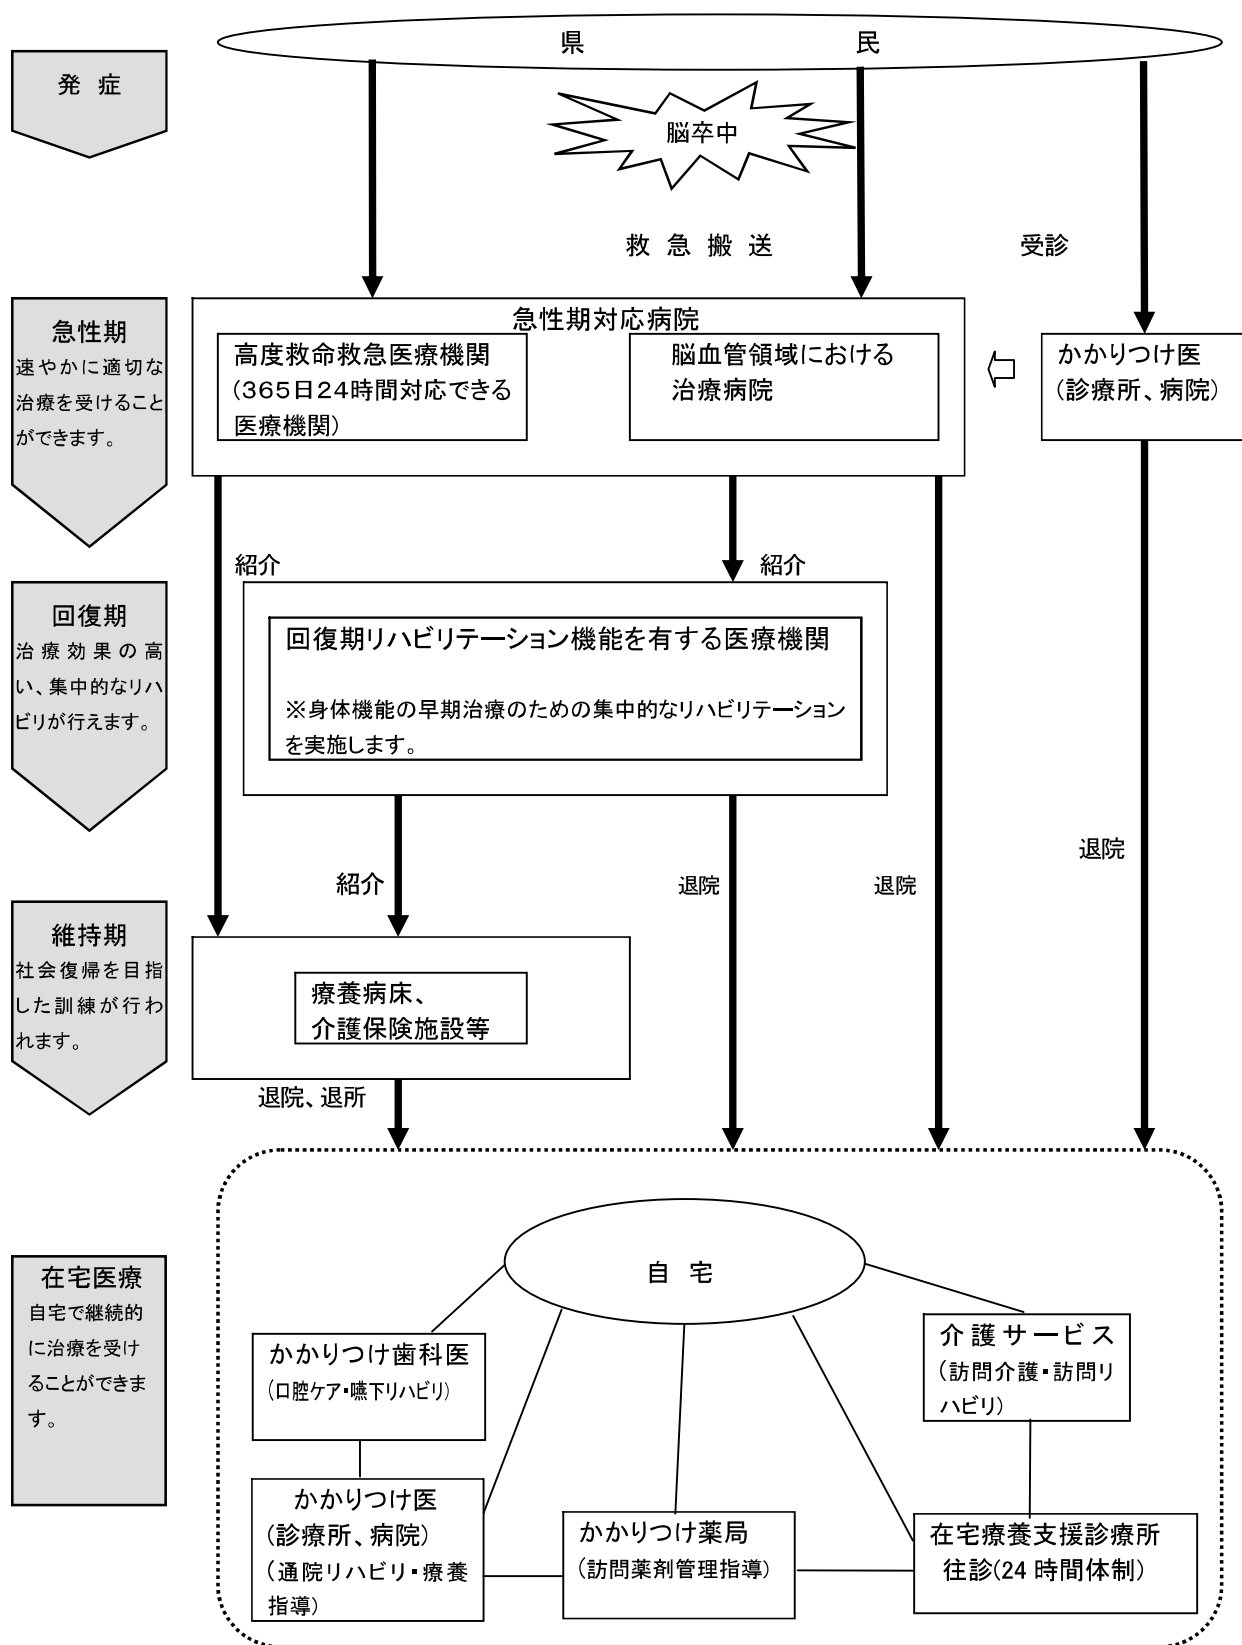 県 民
発 症
脳卒中
救 急 搬 送
受診
急性期
速やかに適切な
治療を受けること
ができます。
急性期対応病院
高度救命救急医療機関
(365日24時間対応できる
医療機関)
脳血管領域における
治療病院
かかりつけ医
(診療所、病院)
紹介
紹介
回復期
治療効果の高
い、集中的なリハ
ビリが行えます。
回復期リハビリテーション機能を有する医療機関
※身体機能の早期治療のための集中的なリハビリテーション
を実施します。
紹介
退院
退院
退院
維持期
社会復帰を目指
した訓練が行わ
れます。
療養病床、
介護保険施設等
退院、退所
在宅医療
自宅で継続的
に治療を受け
ることができま
す。
自 宅
かかりつけ歯科医
(口腔ケア・嚥下リハビリ)
介護サービス
(訪問介護・訪問リ
ハビリ)
かかりつけ医
(診療所、病院)
(通院リハビリ・療養
指導)
かかりつけ薬局
(訪問薬剤管理指導)
在宅療養支援診療所
往診(24時間体制)